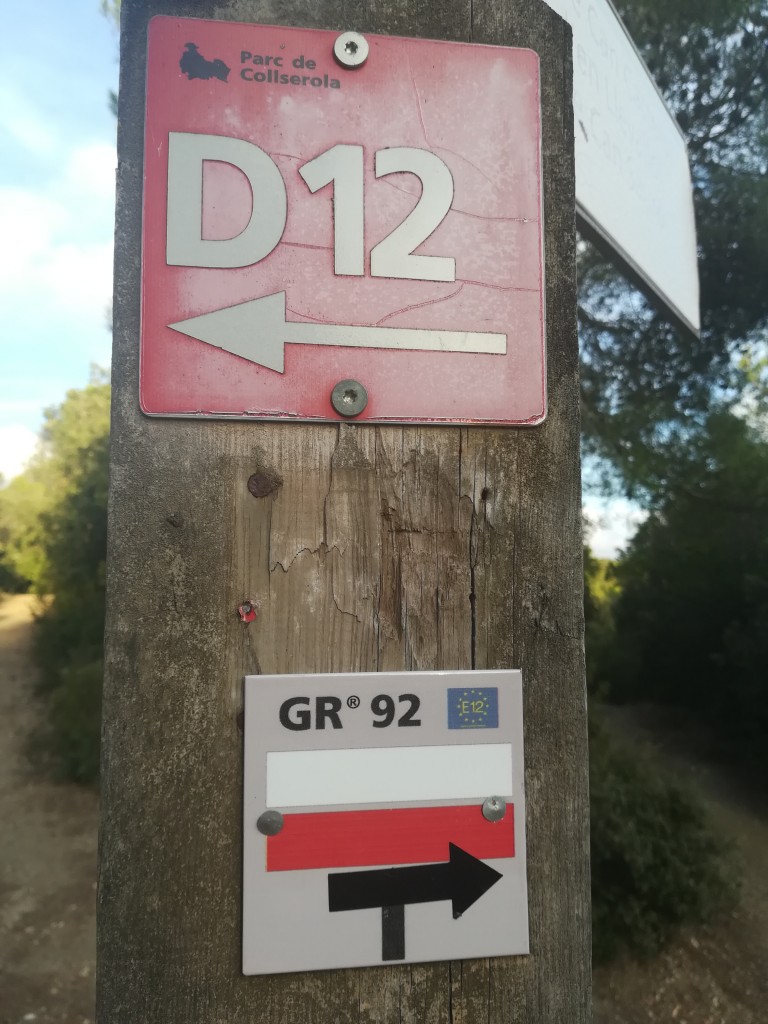 Parc de
Collserola
D12
GR® 92
E12